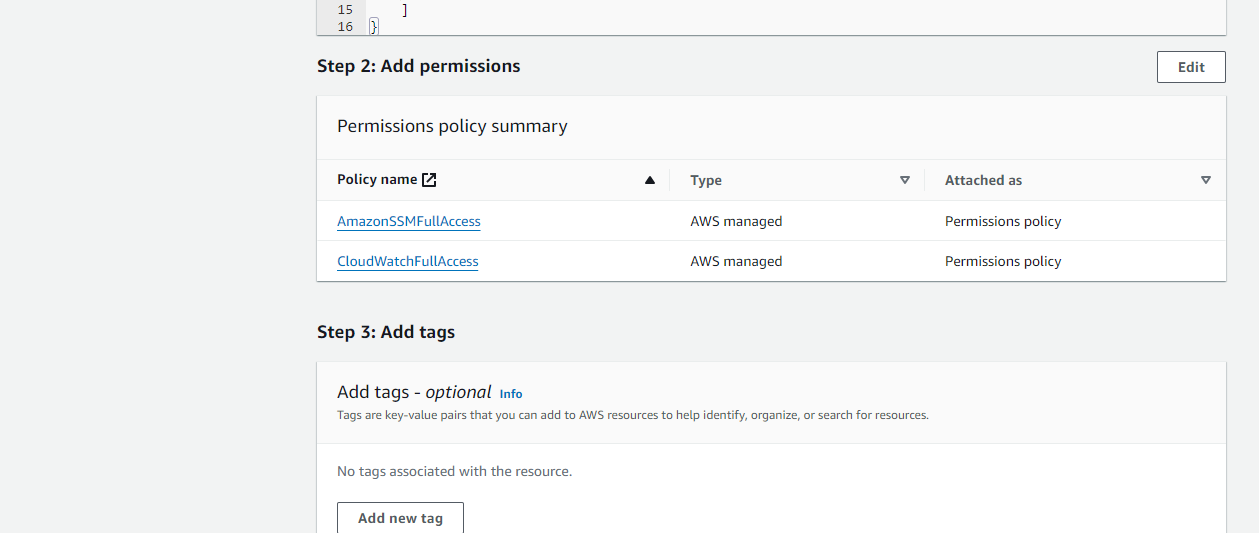 15 ]
16 }
Step 2: Add permissions
Edit
Permissions policy summary
Policy name Type Attached as
AmazonSSMFullAccess AWS managed Permissions policy
CloudWatchFullAccess AWS managed Permissions policy
Step 3: Add tags
Add tags - optional Info
Tags are key-value pairs that you can add to AWS resources to help identify, organize, or search for resources.
No tags associated with the resource.
Add new tag